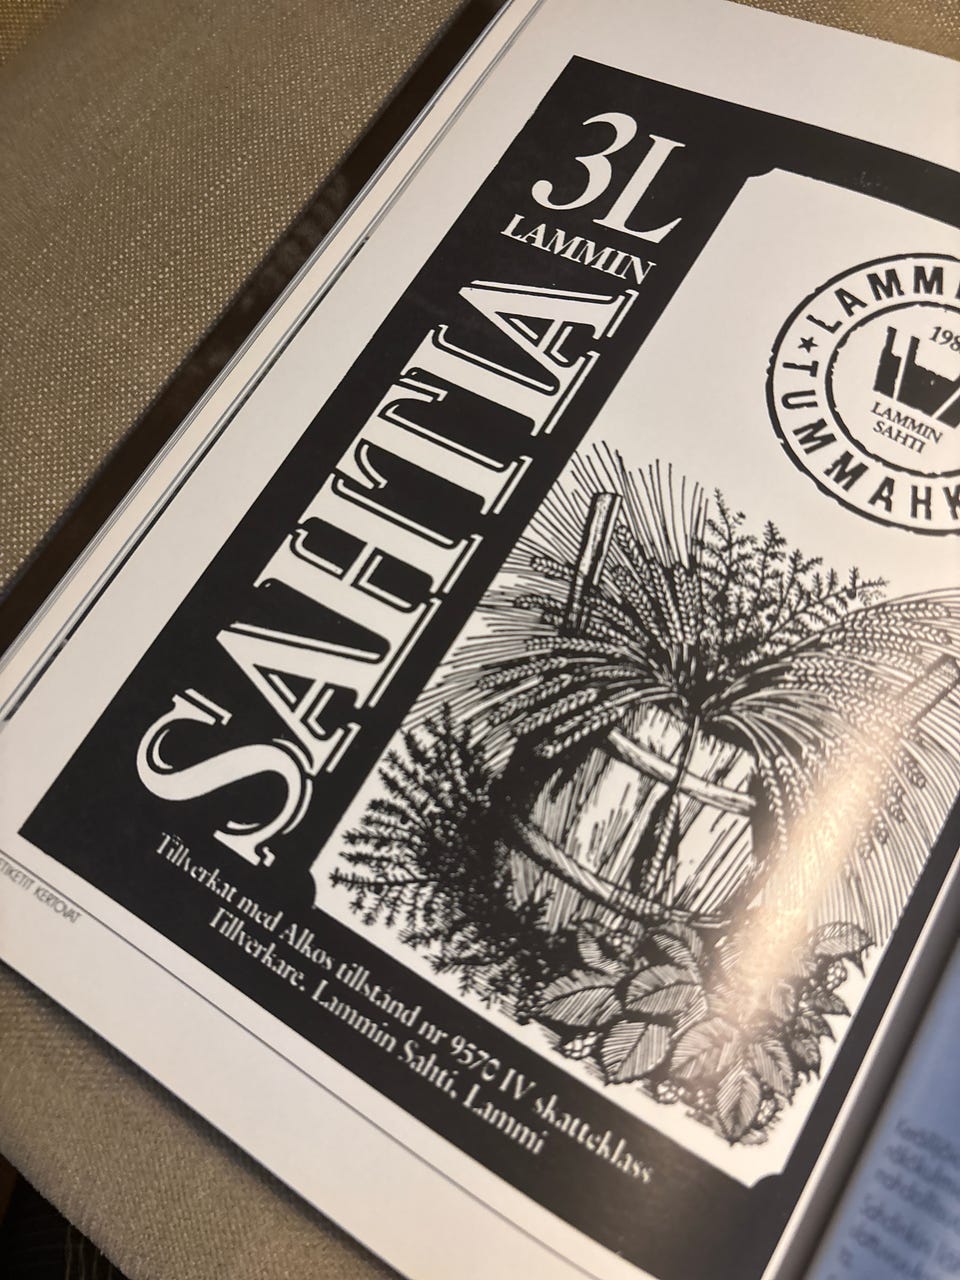 3L
LAMMIN
SAHTIA
LAMMI
TUMMAHK
198
LAMMIN
SAHTI
Tillverkat med Alkos tillstånd nr 9570 IV skatteklass
Tillverkare. Lammin Sahti, Lammi
ETIKETIT KERTOVAT